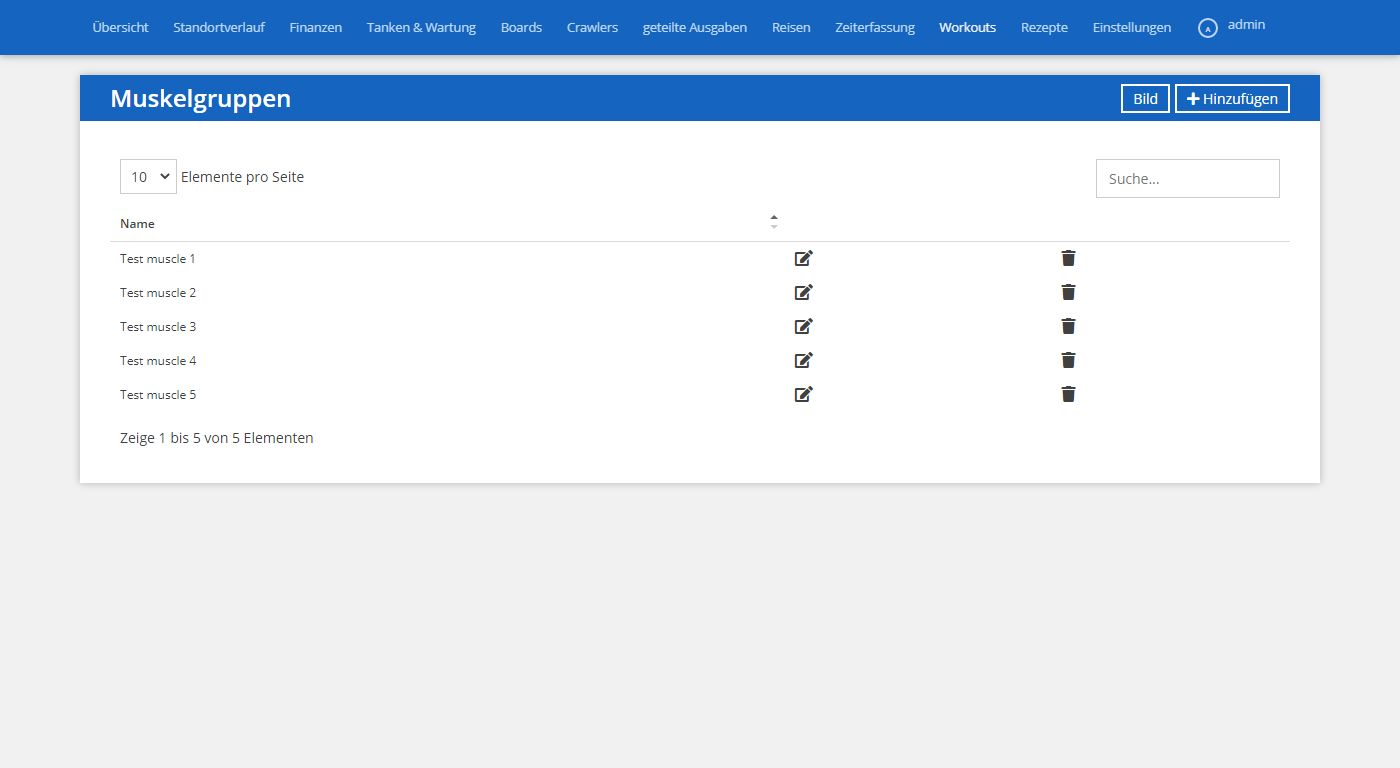 Übersicht Standortverlauf Finanzen Tanken & Wartung Boards Crawlers geteilte Ausgaben Reisen Zeiterfassung Workouts Rezepte Einstellungen A admin
Muskelgruppen Bild Hinzufügen
10 Elemente pro Seite Suche...
Name
Test muscle 1
Test muscle 2
Test muscle 3
Test muscle 4
Test muscle 5
Zeige 1 bis 5 von 5 Elementen